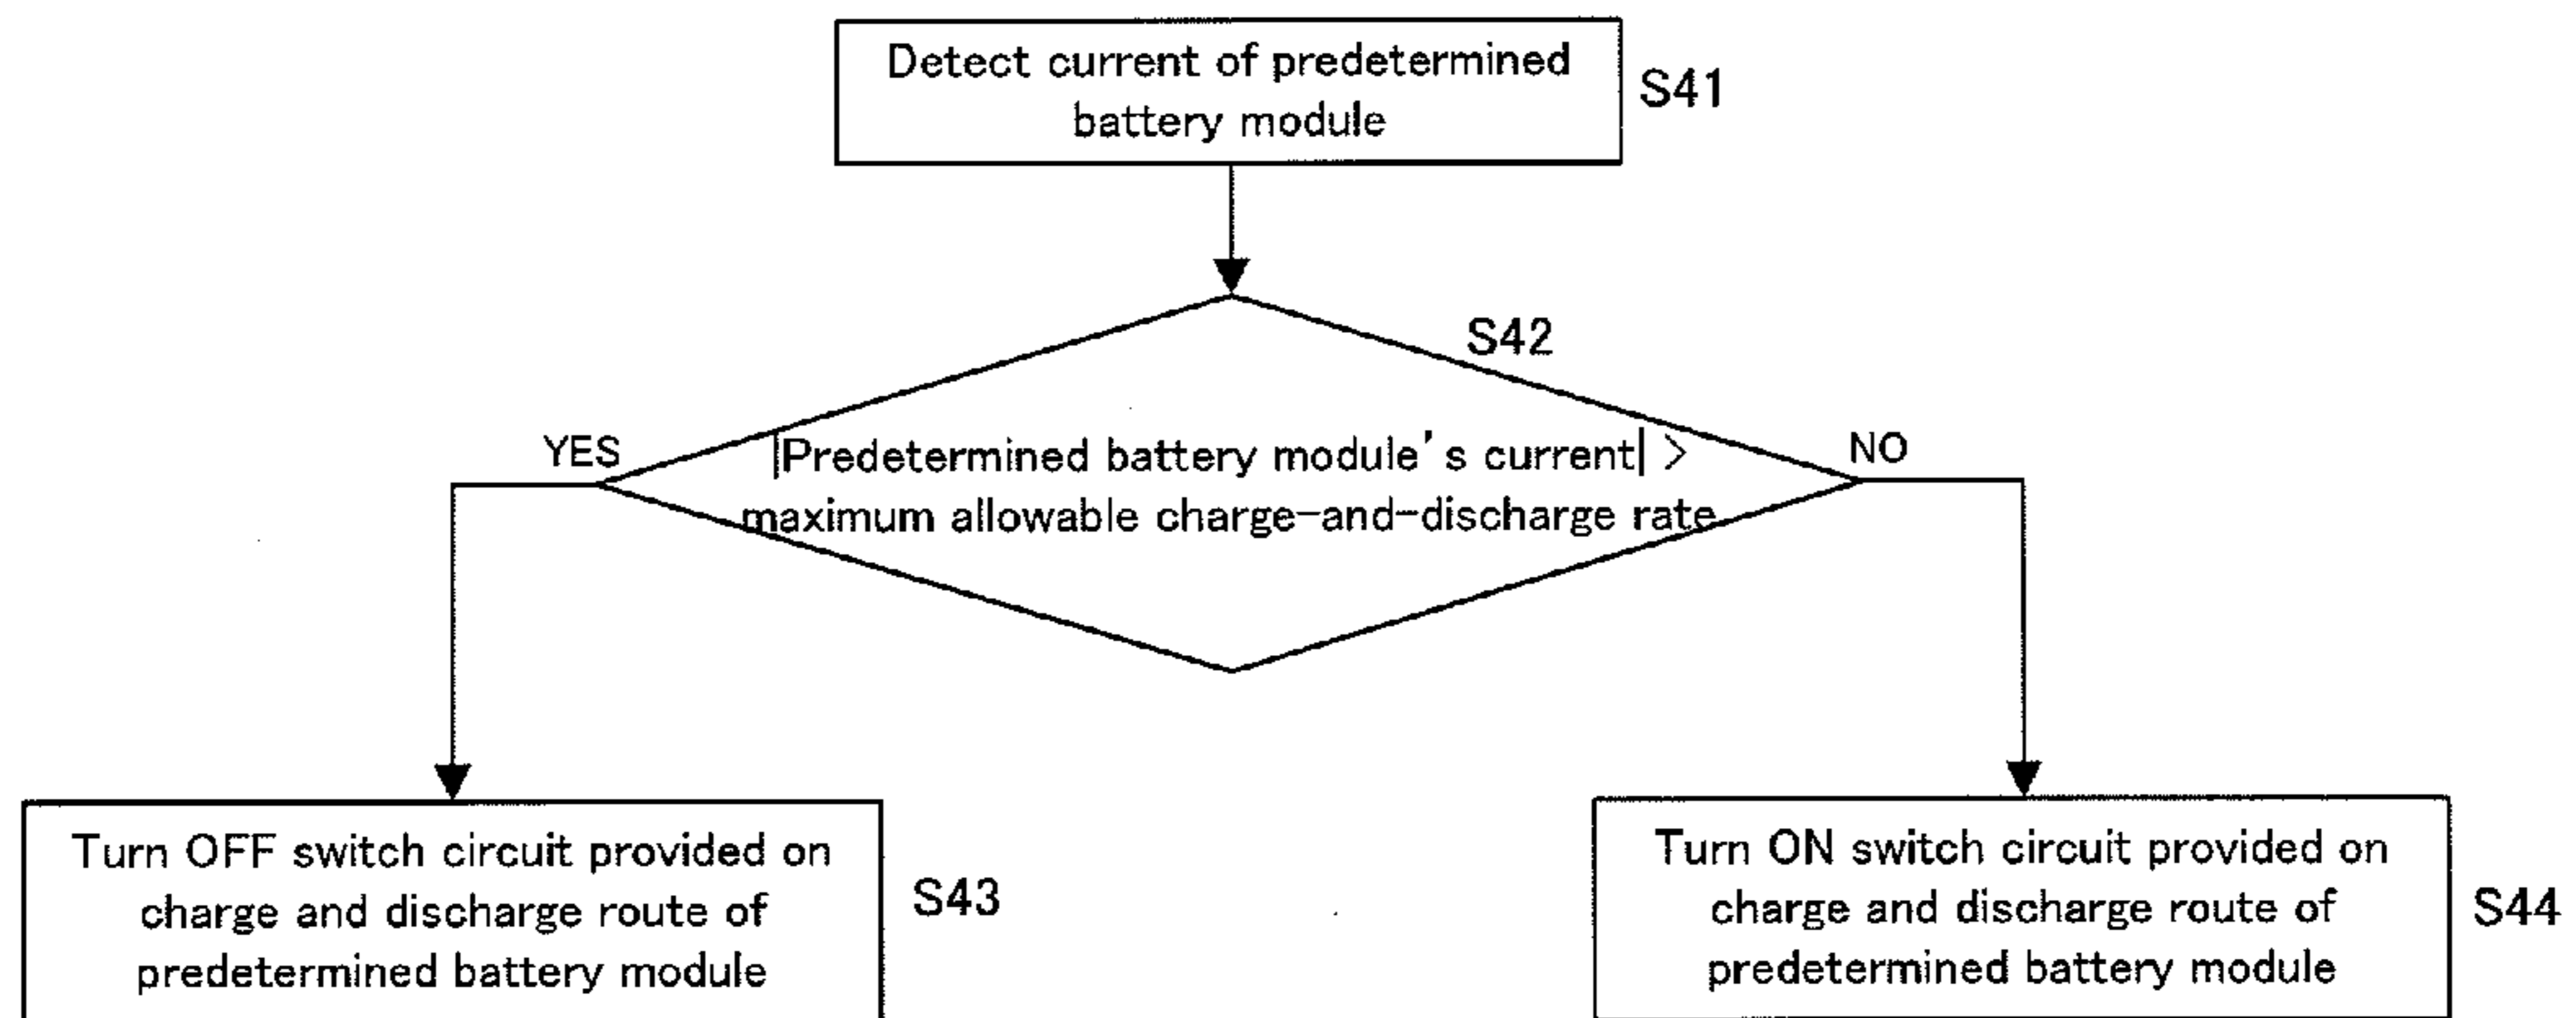 Detect current of predetermined
battery module
S41
S42
YES
|Predetermined battery module's current| >
maximum allowable charge-and-discharge rate
NO
Turn OFF switch circuit provided on
charge and discharge route of
predetermined battery module
S43
Turn ON switch circuit provided on
charge and discharge route of
predetermined battery module
S44